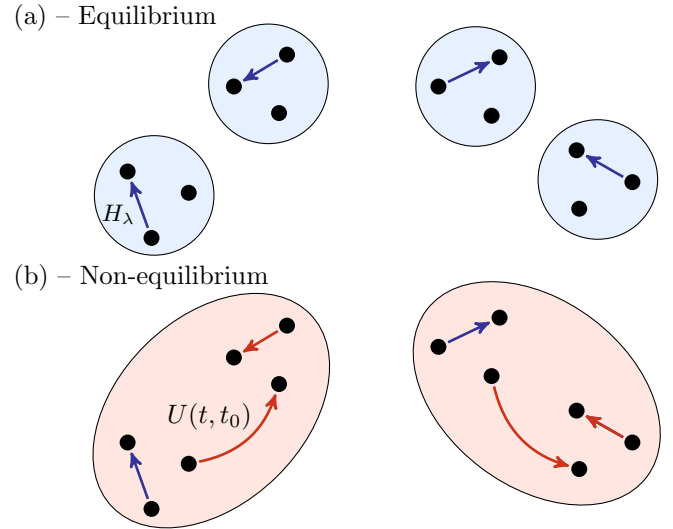 (a) – Equilibrium
H_λ
(b) – Non-equilibrium
U(t, t_0)